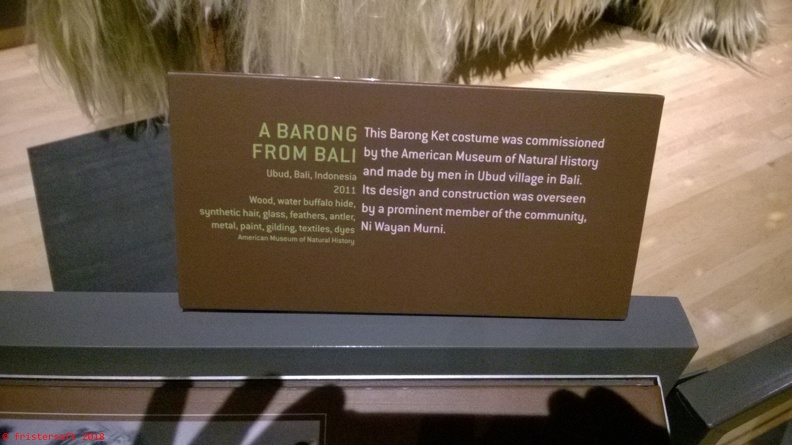 A BARONG
FROM BALI
Ubud, Bali, Indonesia
2011
Wood, water buffalo hide,
synthetic hair, glass, feathers, antler,
metal, paint, gilding, textiles, dyes
American Museum of Natural History
This Barong Ket costume was commissioned
by the American Museum of Natural History
and made by men in Ubud village in Bali.
Its design and construction was overseen
by a prominent member of the community,
Ni Wayan Murni.
© fristersoft 2018